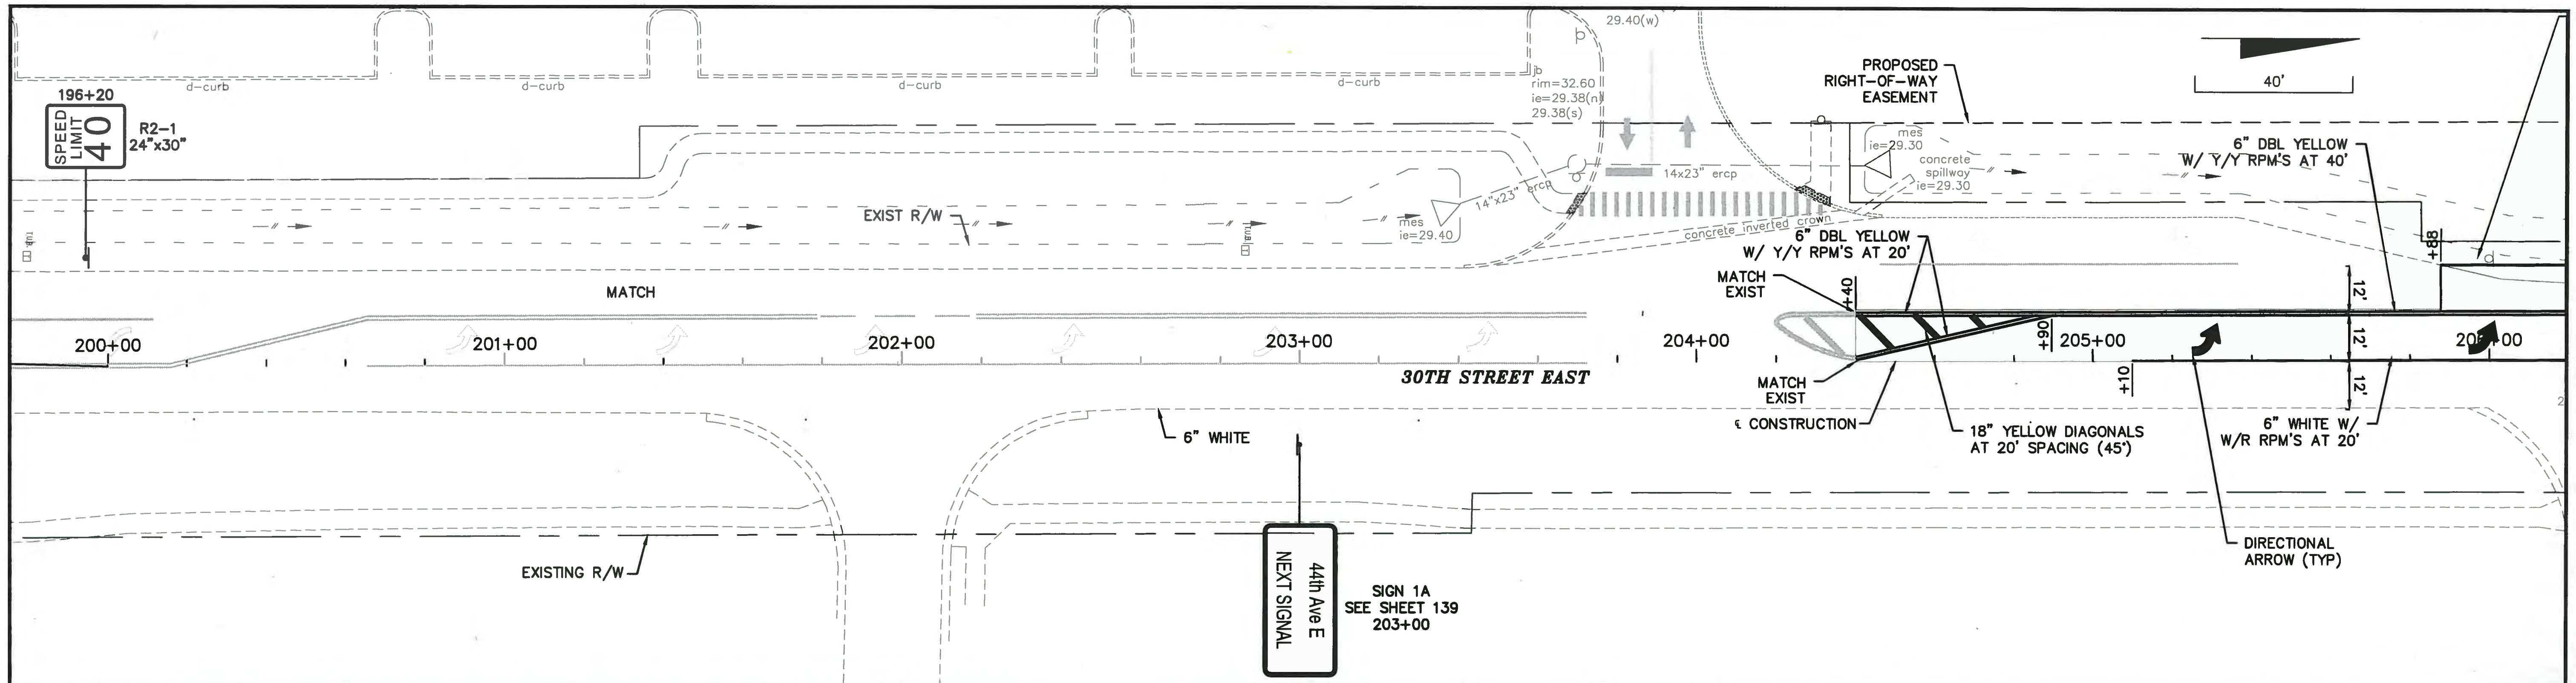 29.40(w)
d-curb
d-curb
d-curb
d-curb
196+20
SPEED
LIMIT
40
R2-1
24"x30"
jb
rim=32.60
ie=29.38(n)
29.38(s)
PROPOSED
RIGHT-OF-WAY
EASEMENT
40'
mes
ie=29.30
concrete
spillway
ie=29.30
6" DBL YELLOW
W/ Y/Y RPM'S AT 40'
14x23" ercp
14"x23" ercp
EXIST R/W
mes
ie=29.40
concrete inverted crown
6" DBL YELLOW
W/ Y/Y RPM'S AT 20'
MATCH
EXIST
+40
+88
12'
MATCH
200+00
201+00
202+00
203+00
204+00
+90
205+00
12'
30TH STREET EAST
MATCH
EXIST
+10
12'
℄ CONSTRUCTION
18" YELLOW DIAGONALS
AT 20' SPACING (45°)
6" WHITE W/
W/R RPM'S AT 20'
6" WHITE
EXISTING R/W
44th Ave E
NEXT SIGNAL
SIGN 1A
SEE SHEET 139
203+00
DIRECTIONAL
ARROW (TYP)